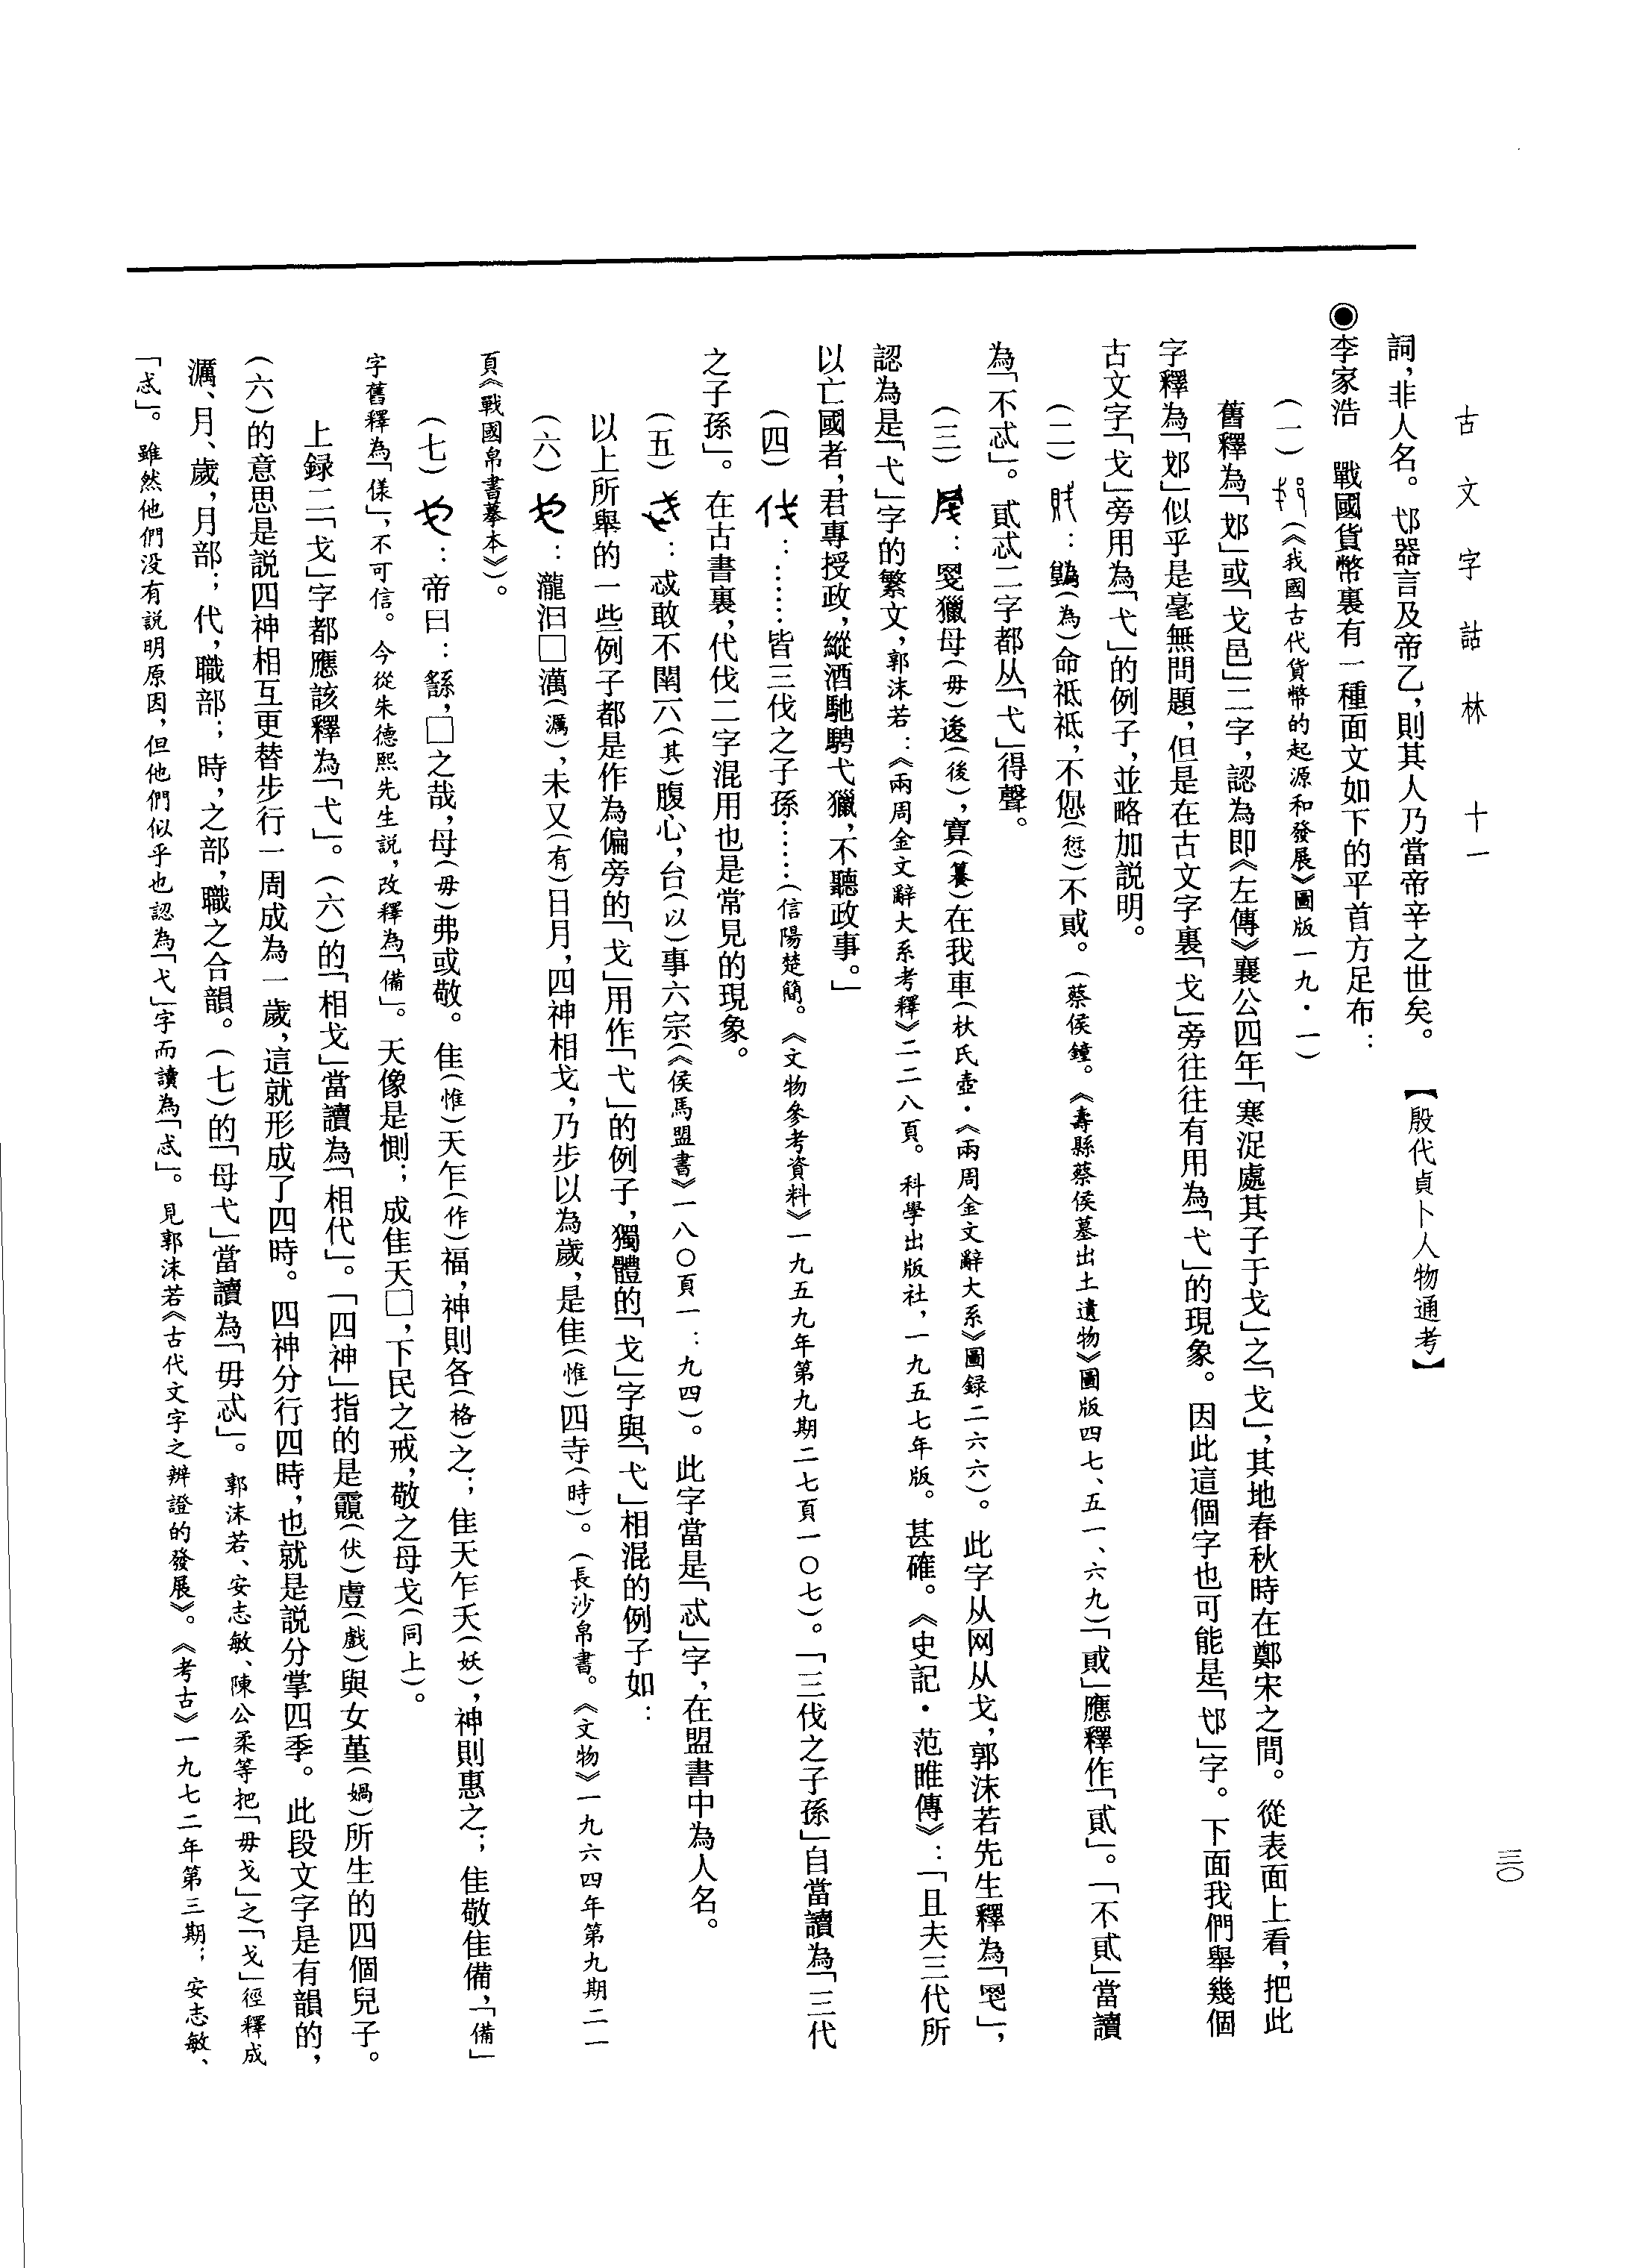 古文字詁林 十一
三〇
詞，非人名。𨙻器言及帝乙，則其人乃當帝辛之世矣。 【殷代貞卜人物通考】
◉李家浩 戰國貨幣裏有一種面文如下的平首方足布：
（一） （《我國古代貨幣的起源和發展》圖版一九·一）
舊釋為「䢋」或「戈邑」二字，認為即《左傳》襄公四年「寒浞處其子于戈」之「戈」，其地春秋時在鄭宋之間。從表面上看，把此
字釋為「䢋」似乎是毫無問題，但是在古文字裏「戈」旁往往有用為「弋」的現象。因此這個字也可能是「𨙻」字。下面我們舉幾個
古文字「戈」旁用為「弋」的例子，並略加説明。
（二） ：（為）命祗祗，不𠍳（愆）不貣。（蔡侯鐘。《壽縣蔡侯墓出土遺物》圖版四七、五一、六九）「貣」應釋作「貳」。「不貳」當讀
為「不忒」。貳忒二字都从「弋」得聲。
（三） ：獵母（毋）後（後），寘（纂）在我車（杕氏壺·《兩周金文辭大系》圖録二六六）。此字从网从戈，郭沫若先生釋為「」，
認為是「弋」字的繁文，郭沫若：《兩周金文辭大系考釋》二二八頁。科學出版社，一九五七年版。甚確。《史記·范睢傳》：「且夫三代所
以亡國者，君專授政，縱酒馳騁弋獵，不聽政事。」
（四） ：……皆三伐之子孫……（信陽楚簡。《文物參考資料》一九五九年第九期二七頁一〇七）。「三伐之子孫」自當讀為「三代
之子孫」。在古書裏，代伐二字混用也是常見的現象。
（五） ：㦯敢不閈亓（其）腹心，台（以）事六宗（《侯馬盟書》一八〇頁一：九四）。此字當是「忒」字，在盟書中為人名。
以上所舉的一些例子都是作為偏旁的「戈」用作「弋」的例子，獨體的「戈」字與「弋」相混的例子如：
（六） ：瀧汩□澫（澫），未又（有）日月，四神相戈，乃步以為歲，是隹（惟）四寺（時）。（長沙帛書。《文物》一九六四年第九期二一
頁《戰國帛書摹本》）。
（七） ：帝曰：繇，□之哉，母（毋）弗或敬。隹（惟）天乍（作）福，神則各（格）之；隹天乍夭（妖），神則惠之；隹敬隹備，「備」
字舊釋為「㒾」，不可信。今從朱德熙先生説，改釋為「備」。天像是惻；成隹天□，下民之戒，敬之母戈（同上）。
上録二「戈」字都應該釋為「弋」。（六）的「相戈」當讀為「相代」。「四神」指的是（伏）䖒（戲）與女堇（媧）所生的四個兒子。
（六）的意思是説四神相互更替步行一周成為一歲，這就形成了四時。四神分行四時，也就是説分掌四季。此段文字是有韻的，
澫、月、歲，月部；代，職部；時，之部，職之合韻。（七）的「母弋」當讀為「毋忒」。郭沫若、安志敏、陳公柔等把「毋戈」之「戈」徑釋成
「忒」。雖然他們没有説明原因，但他們似乎也認為「弋」字而讀為「忒」。見郭沫若《古代文字之辨證的發展》。《考古》一九七二年第三期；安志敏、